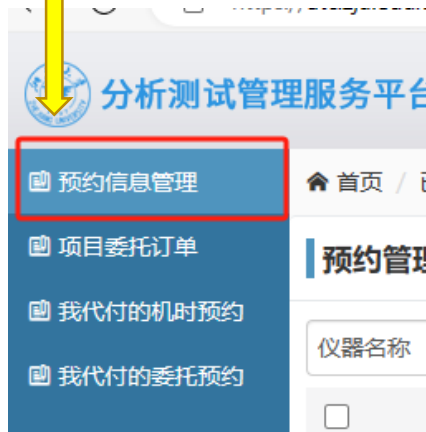 分析测试管理服务平台
预约信息管理
首页 /
项目委托订单
预约管理
我代付的机时预约
仪器名称
我代付的委托预约